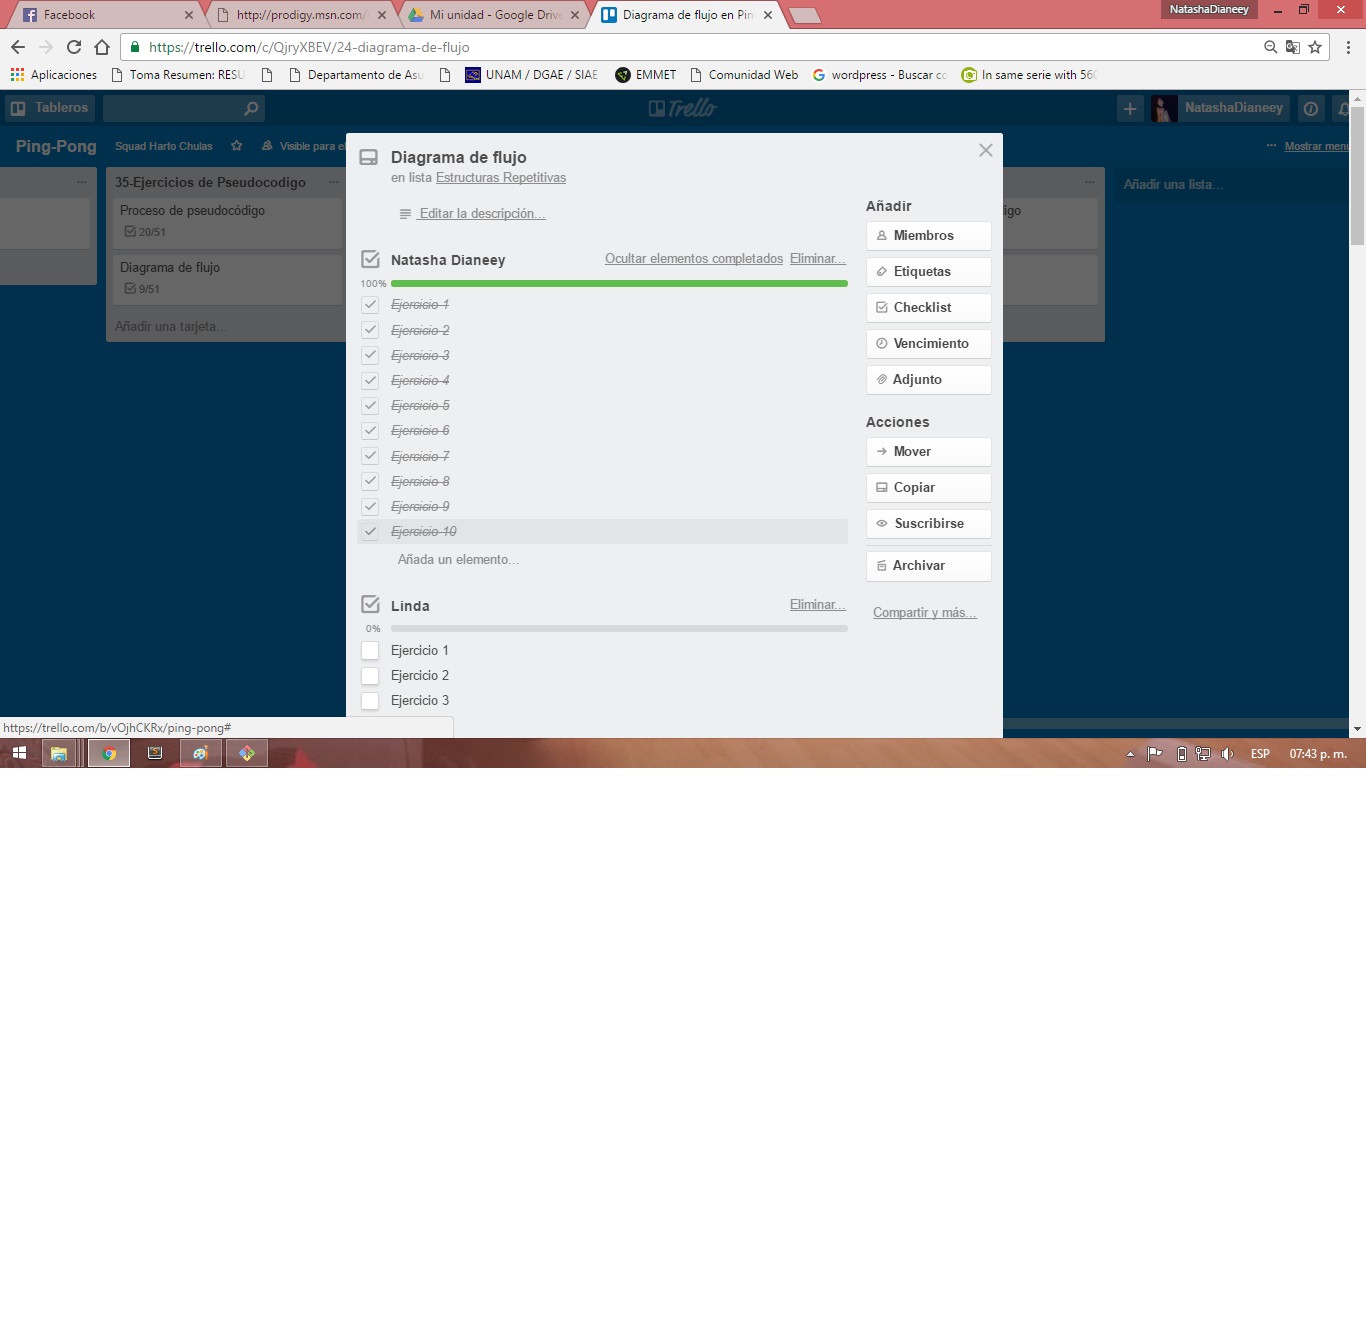 NatashaDianeey
Facebook
http://prodigy.msn.com/
Mi unidad - Google Drive
Diagrama de flujo en Pin
https://trello.com/c/QjryXBEV/24-diagrama-de-flujo
Aplicaciones
Toma Resumen: RESU
Departamento de Asu
UNAM / DGAE / SIAE
EMMET
Comunidad Web
wordpress - Buscar co
In same serie with 560
Tableros
Trello
NatashaDianeey
Ping-Pong
Squad Harto Chulas
Visible para el
Mostrar menú
35-Ejercicios de Pseudocodigo
Proceso de pseudocódigo
20/51
Diagrama de flujo
9/51
Añadir una tarjeta...
Diagrama de flujo
en lista Estructuras Repetitivas
Editar la descripción...
Natasha Dianeey
Ocultar elementos completados Eliminar...
100%
Ejercicio 1
Ejercicio 2
Ejercicio 3
Ejercicio 4
Ejercicio 5
Ejercicio 6
Ejercicio 7
Ejercicio 8
Ejercicio 9
Ejercicio 10
Añada un elemento...
Linda
Eliminar...
0%
Ejercicio 1
Ejercicio 2
Ejercicio 3
Añadir
Miembros
Etiquetas
Checklist
Vencimiento
Adjunto
Acciones
Mover
Copiar
Suscribirse
Archivar
Compartir y más...
igo
Añadir una lista...
https://trello.com/b/vOjhCKRx/ping-pong#
ESP
07:43 p. m.